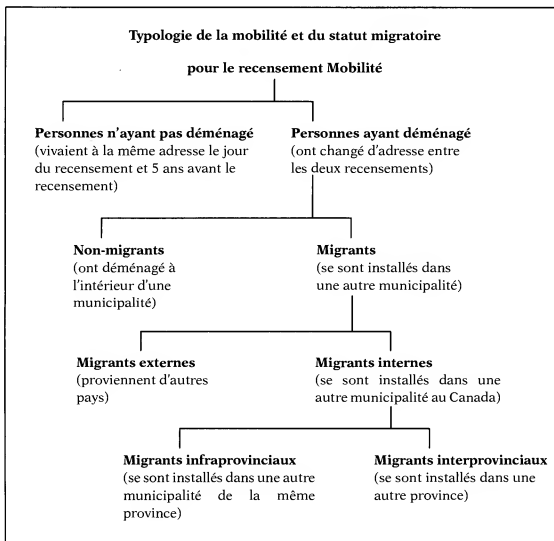 Typologie de la mobilité et du statut migratoire
pour le recensement Mobilité
Personnes n'ayant pas déménagé
(vivaient à la même adresse le jour
du recensement et 5 ans avant le
recensement)
Personnes ayant déménagé
(ont changé d'adresse entre
les deux recensements)
Non-migrants
(ont déménagé à
l'intérieur d'une
municipalité)
Migrants
(se sont installés dans
une autre municipalité)
Migrants externes
(proviennent d'autres
pays)
Migrants internes
(se sont installés dans une
autre municipalité au Canada)
Migrants infraprovinciaux
(se sont installés dans une autre
municipalité de la même
province)
Migrants interprovinciaux
(se sont installés dans une
autre province)